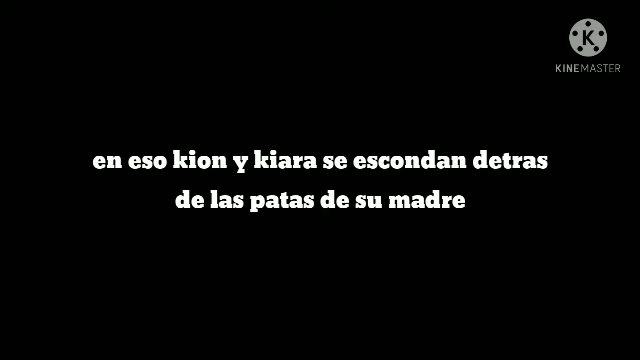 KINEMASTER
en eso kion y kiara se escondan detras
de las patas de su madre